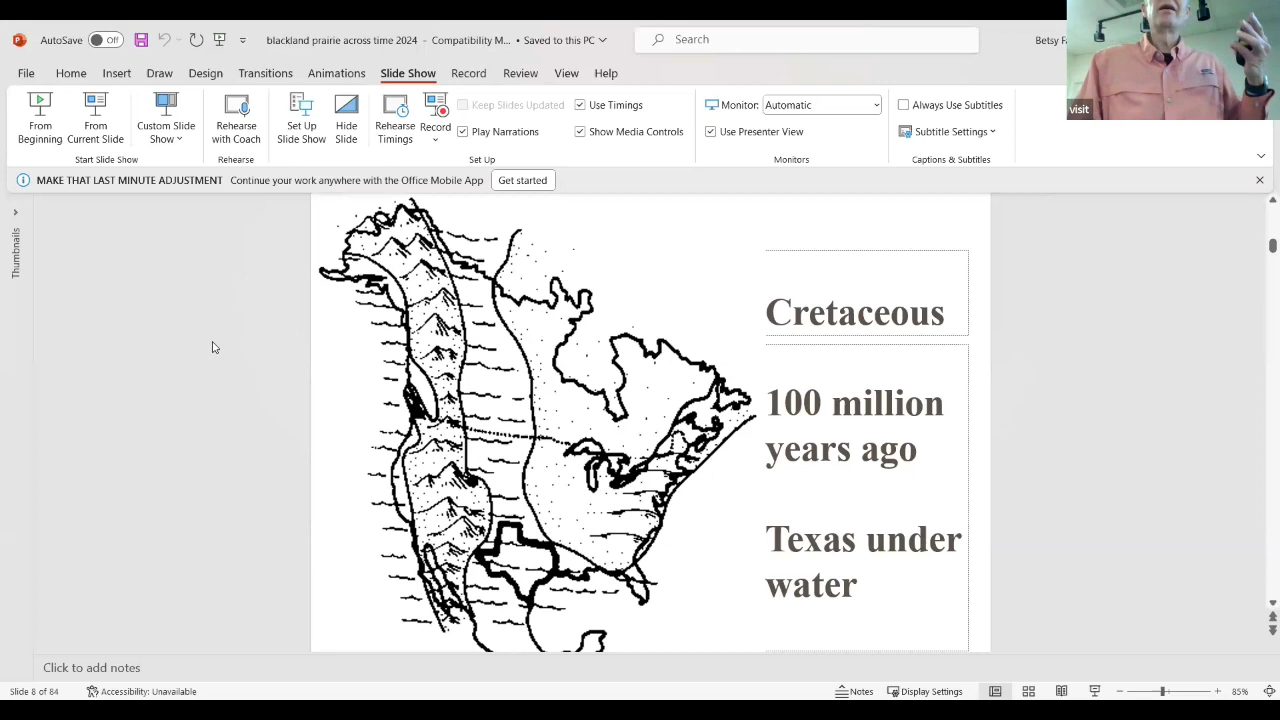 AutoSave Off blackland prairie across time 2024 - Compatibility M... • Saved to this PC Search
File Home Insert Draw Design Transitions Animations Slide Show Record Review View Help
From Beginning
From Current Slide
Custom Slide Show
Start Slide Show
Rehearse with Coach
Rehearse
Set Up Slide Show
Hide Slide
Rehearse Timings
Record
Keep Slides Updated
Play Narrations
Use Timings
Show Media Controls
Set Up
Monitor: Automatic
Use Presenter View
Monitors
Always Use Subtitles
Subtitle Settings
Captions & Subtitles
visit
MAKE THAT LAST MINUTE ADJUSTMENT Continue your work anywhere with the Office Mobile App Get started
Thumbnails
Cretaceous
100 million
years ago
Texas under
water
Click to add notes
Slide 8 of 84 Accessibility: Unavailable Notes Display Settings 85%